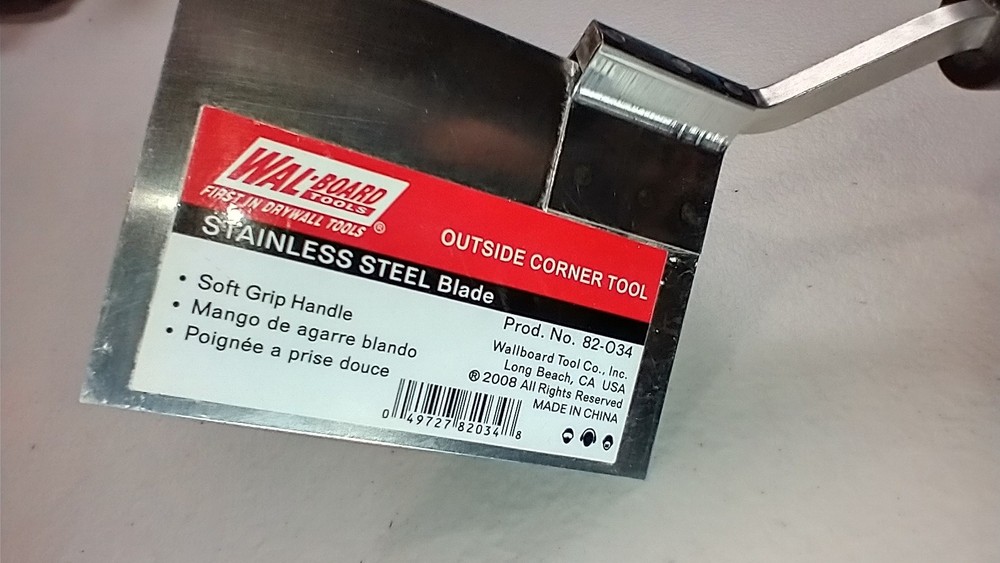 WAL-BOARD
TOOLS
FIRST IN DRYWALL TOOLS ®
OUTSIDE CORNER TOOL
STAINLESS STEEL Blade
• Soft Grip Handle
• Mango de agarre blando
• Poignée a prise douce
Prod. No. 82-034
Wallboard Tool Co., Inc.
Long Beach, CA USA
® 2008 All Rights Reserved
MADE IN CHINA
0 49727 82034 8